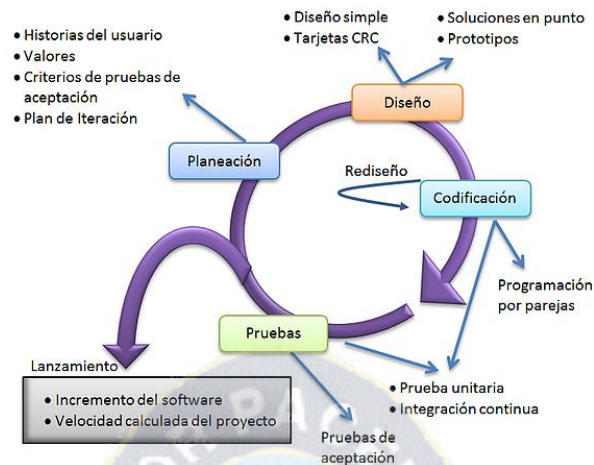 • Historias del usuario
• Valores
• Criterios de pruebas de
aceptación
• Plan de Iteración
• Diseño simple
• Tarjetas CRC
• Soluciones en punto
• Prototipos
Diseño
Planeación
Rediseño
Codificación
Programación
por parejas
Pruebas
Lanzamiento
• Incremento del software
• Velocidad calculada del proyecto
• Prueba unitaria
• Integración continua
Pruebas de
aceptación